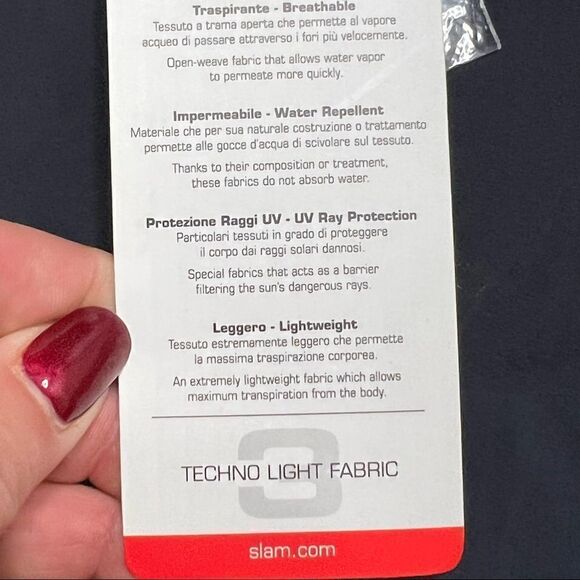 Traspirante - Breathable
Tessuto a trama aperta che permette al vapore
acqueo di passare attraverso i fori più velocemente.
Open-weave fabric that allows water vapor
to permeate more quickly.
Impermeabile - Water Repellent
Materiale che per sua naturale costruzione o trattamento
permette alle gocce d'acqua di scivolare sul tessuto.
Thanks to their composition or treatment,
these fabrics do not absorb water.
Protezione Raggi UV - UV Ray Protection
Particolari tessuti in grado di proteggere
il corpo dai raggi solari dannosi.
Special fabrics that acts as a barrier
filtering the sun's dangerous rays.
Leggero - Lightweight
Tessuto estremamente leggero che permette
la massima traspirazione corporea.
An extremely lightweight fabric which allows
maximum transpiration from the body.
TECHNO LIGHT FABRIC
slam.com